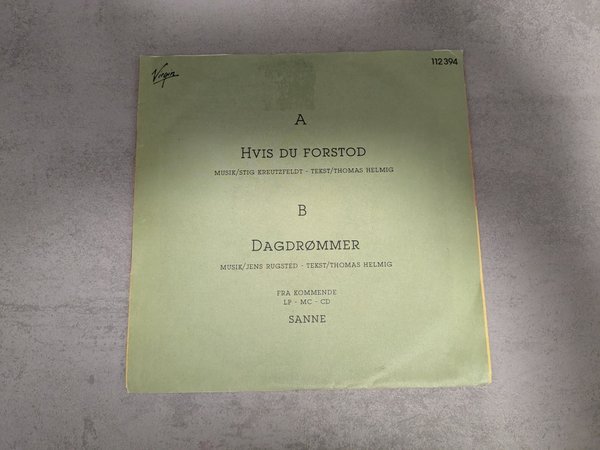 Virgin
112 394
A
HVIS DU FORSTOD
MUSIK/STIG KREUTZFELDT - TEKST/THOMAS HELMIG
B
DAGDRØMMER
MUSIK/JENS RUGSTED - TEKST/THOMAS HELMIG
FRA KOMMENDE
LP - MC - CD
SANNE